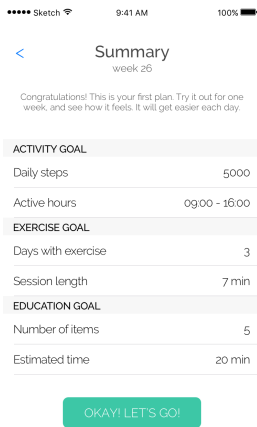 Sketch 9:41 AM 100%
< Summary
week 26
Congratulations! This is your first plan. Try it out for one
week, and see how it feels. It will get easier each day.
ACTIVITY GOAL
Daily steps 5000
Active hours 09:00 - 16:00
EXERCISE GOAL
Days with exercise 3
Session length 7 min
EDUCATION GOAL
Number of items 5
Estimated time 20 min
OKAY! LET'S GO!